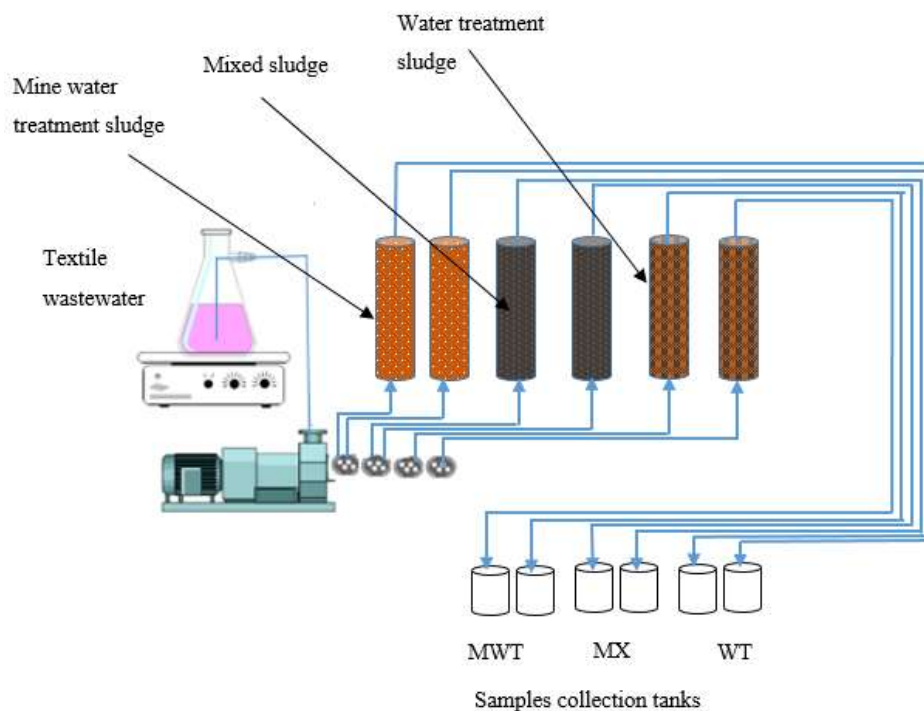 Water treatment
sludge
Mixed sludge
Mine water
treatment sludge
Textile
wastewater
MWT
MX
WT
Samples collection tanks